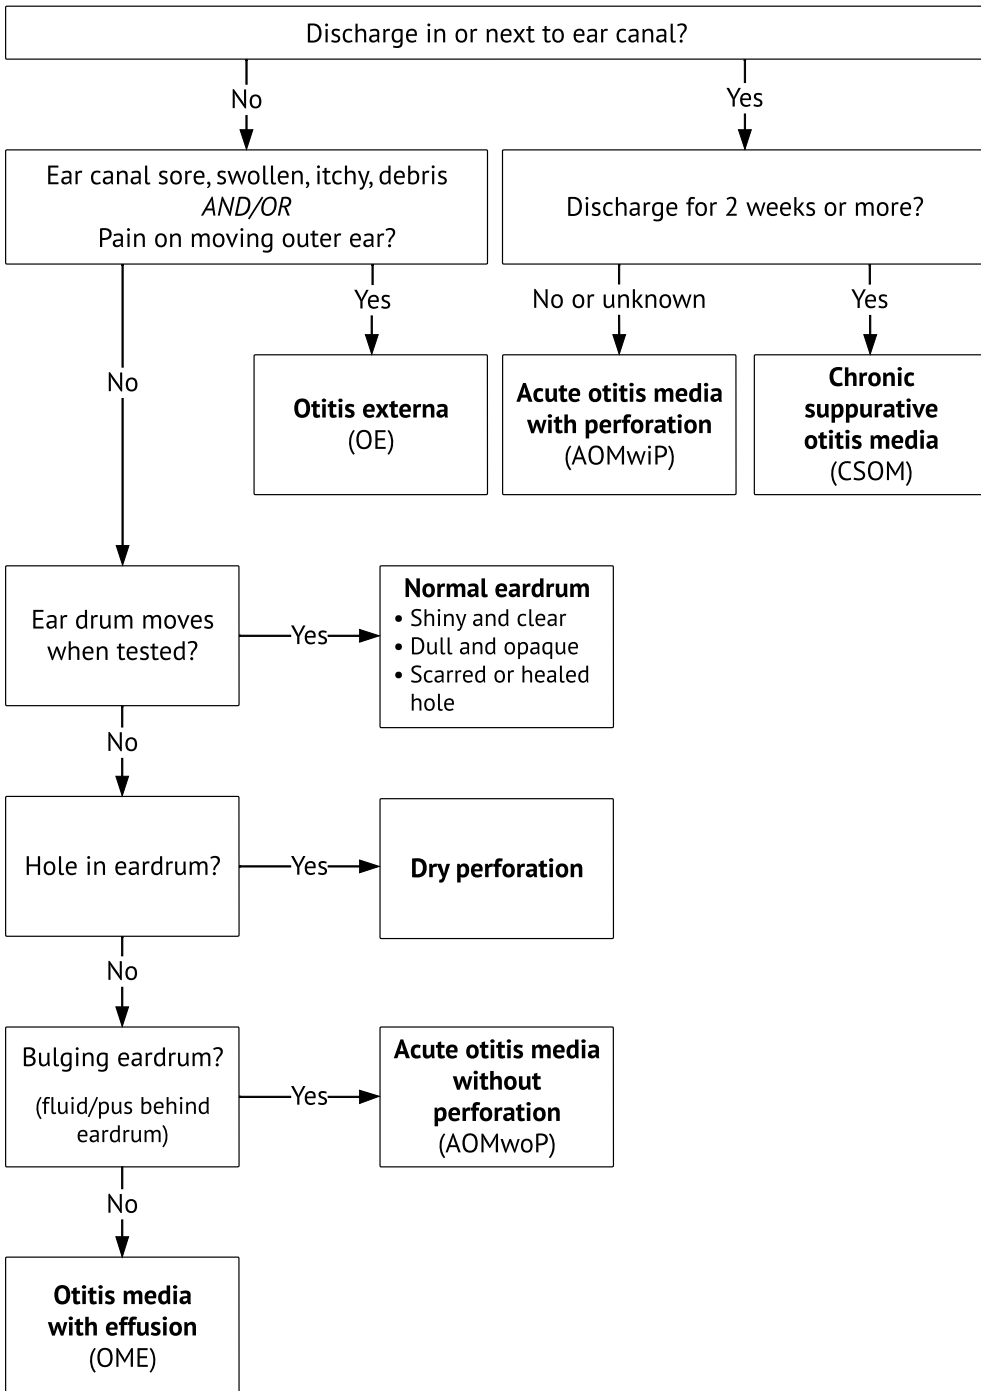 Discharge in or next to ear canal?
No
Yes
Ear canal sore, swollen, itchy, debris
AND/OR
Pain on moving outer ear?
Discharge for 2 weeks or more?
Yes
No or unknown
Yes
No
Otitis externa
(OE)
Acute otitis media
with perforation
(AOMwiP)
Chronic
suppurative
otitis media
(CSOM)
Ear drum moves
when tested?
Yes
Normal eardrum
• Shiny and clear
• Dull and opaque
• Scarred or healed
hole
No
Hole in eardrum?
Yes
Dry perforation
No
Bulging eardrum?
(fluid/pus behind
eardrum)
Yes
Acute otitis media
without
perforation
(AOMwoP)
No
Otitis media
with effusion
(OME)